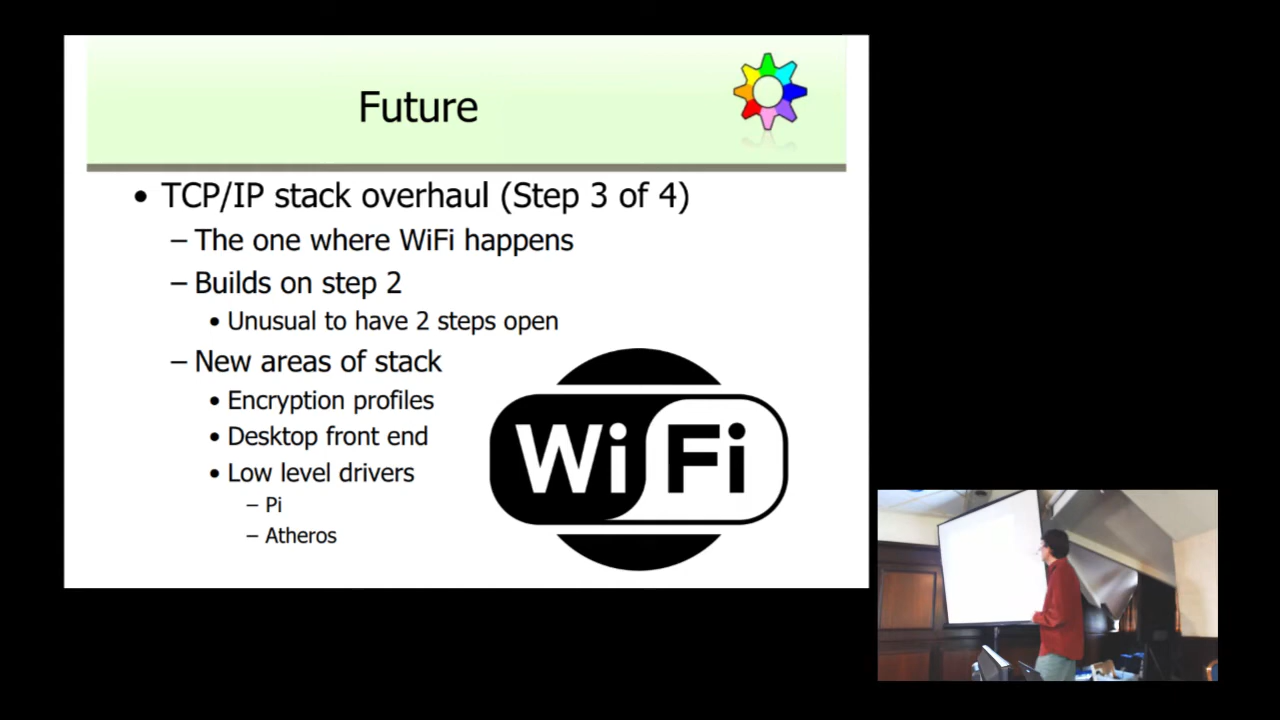 Future
• TCP/IP stack overhaul (Step 3 of 4)
– The one where WiFi happens
– Builds on step 2
• Unusual to have 2 steps open
– New areas of stack
• Encryption profiles
• Desktop front end
• Low level drivers
– Pi
– Atheros
WiFi